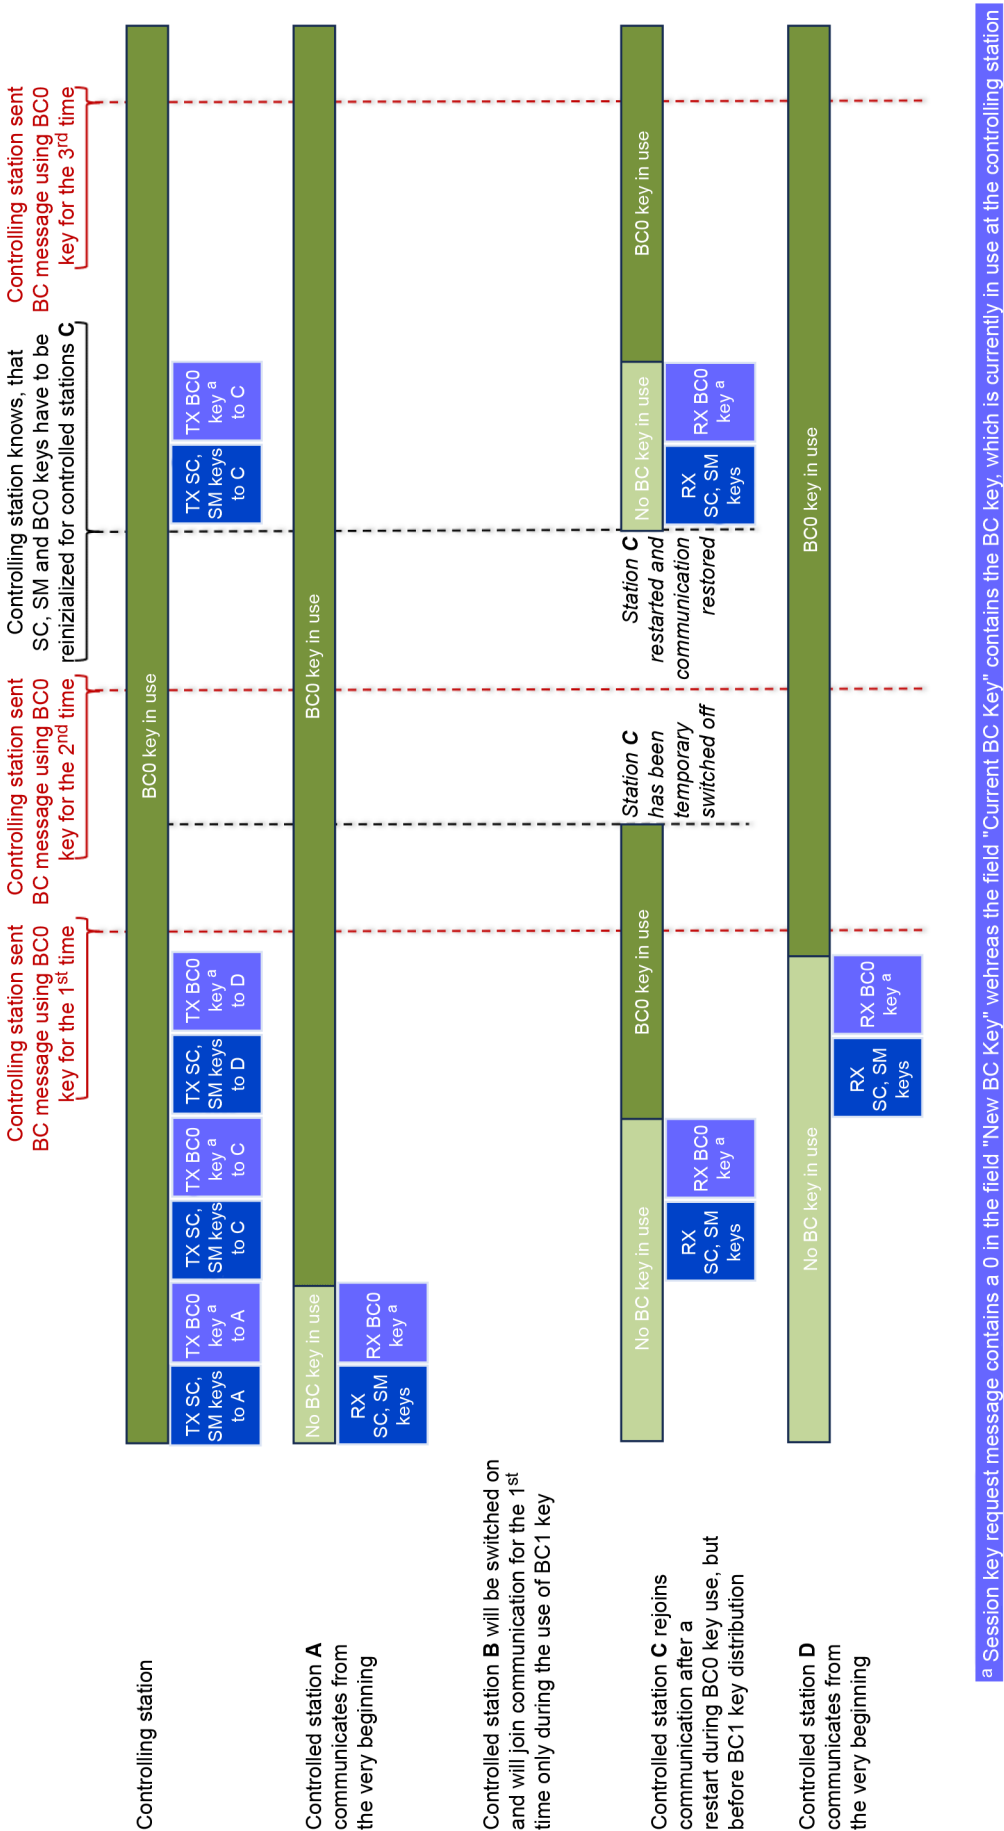 Controlling station sent
BC message using BC0
key for the 1st time
Controlling station sent
BC message using BC0
key for the 2nd time
Controlling station knows, that
SC, SM and BC0 keys have to be
reinizialized for controlled stations C
Controlling station sent
BC message using BC0
key for the 3rd time
Controlling station
BC0 key in use
TX SC,
SM keys
to A
TX BC0
key a
to A
TX SC,
SM keys
to C
TX BC0
key a
to C
TX SC,
SM keys
to D
TX BC0
key a
to D
TX SC,
SM keys
to C
TX BC0
key a
to C
Controlled station A
communicates from
the very beginning
No BC key in use
BC0 key in use
RX
SC, SM
keys
RX BC0
key a
Controlled station B will be switched on
and will join communication for the 1st
time only during the use of BC1 key
Controlled station C rejoins
communication after a
restart during BC0 key use, but
before BC1 key distribution
No BC key in use
BC0 key in use
Station C
has been
temporary
switched off
Station C
restarted and
communication
restored
No BC key in use
BC0 key in use
RX
SC, SM
keys
RX BC0
key a
RX
SC, SM
keys
RX BC0
key a
Controlled station D
communicates from
the very beginning
No BC key in use
BC0 key in use
RX
SC, SM
keys
RX BC0
key a
a Session key request message contains a 0 in the field "New BC Key" wehreas the field "Current BC Key" contains the BC key, which is currently in use at the controlling station